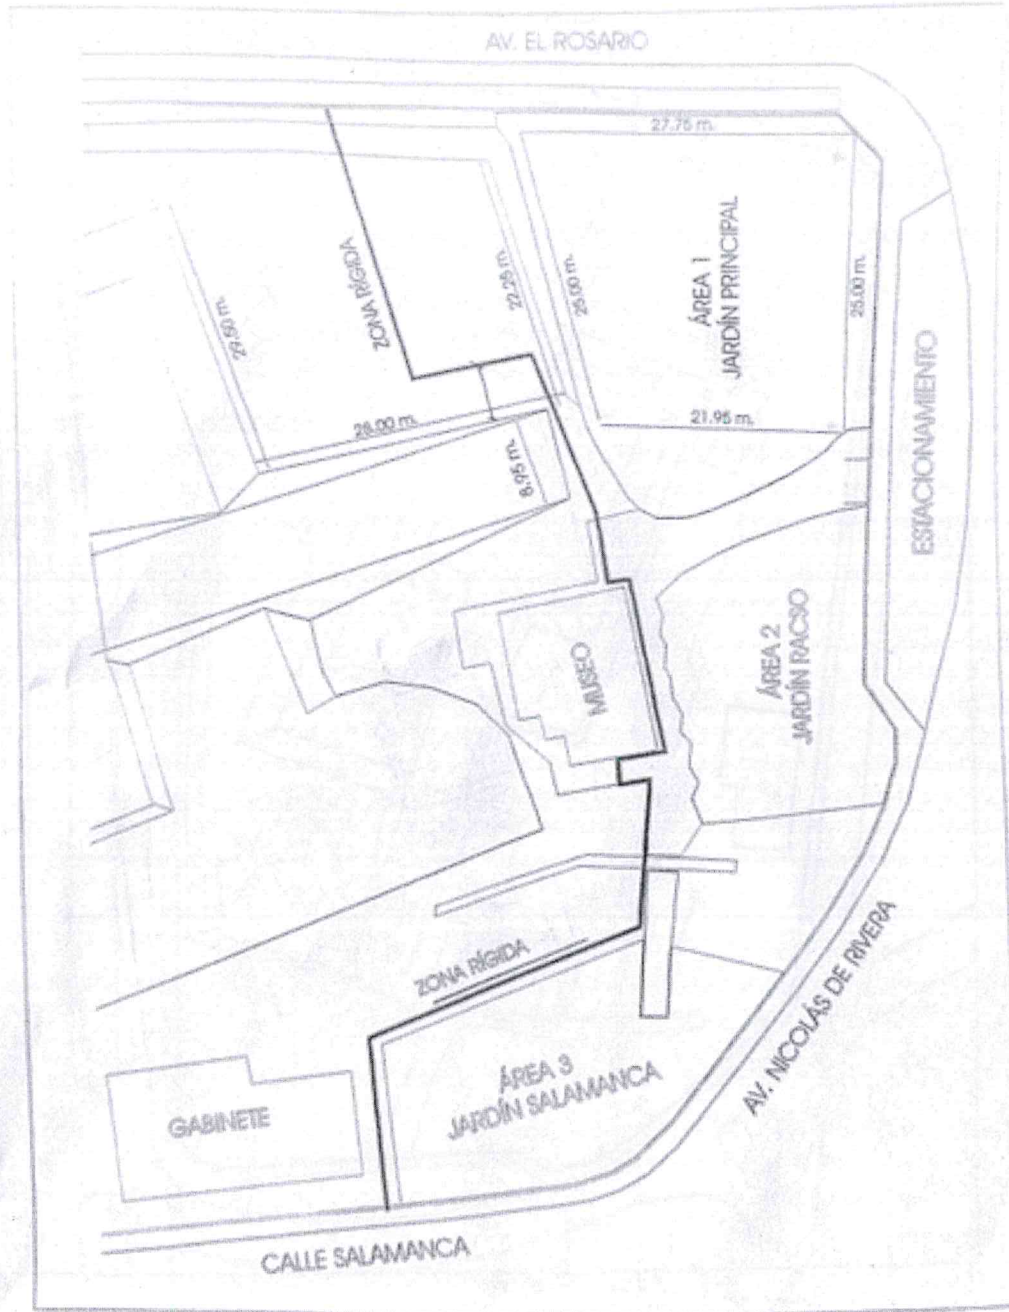 AV. EL ROSARIO
27.75 m.
ZONA RÍGIDA
29.50 m.
22.25 m.
25.00 m.
ÁREA 1
JARDÍN PRINCIPAL
25.00 m.
28.00 m.
21.95 m.
8.95 m.
ESTACIONAMIENTO
MUSEO
ÁREA 2
JARDÍN RACSO
ZONA RÍGIDA
AV. NICOLÁS DE RIVERA
ÁREA 3
JARDÍN SALAMANCA
GABINETE
CALLE SALAMANCA